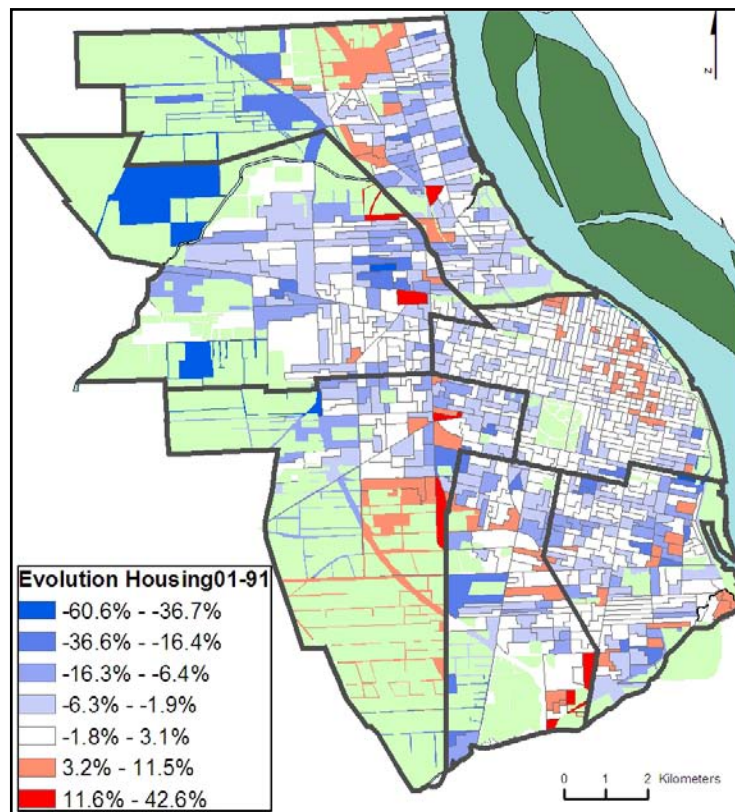 z
Evolution Housing01-91
-60.6% - -36.7%
-36.6% - -16.4%
-16.3% - -6.4%
-6.3% - -1.9%
-1.8% - 3.1%
3.2% - 11.5%
11.6% - 42.6%
0 1 2 Kilometers